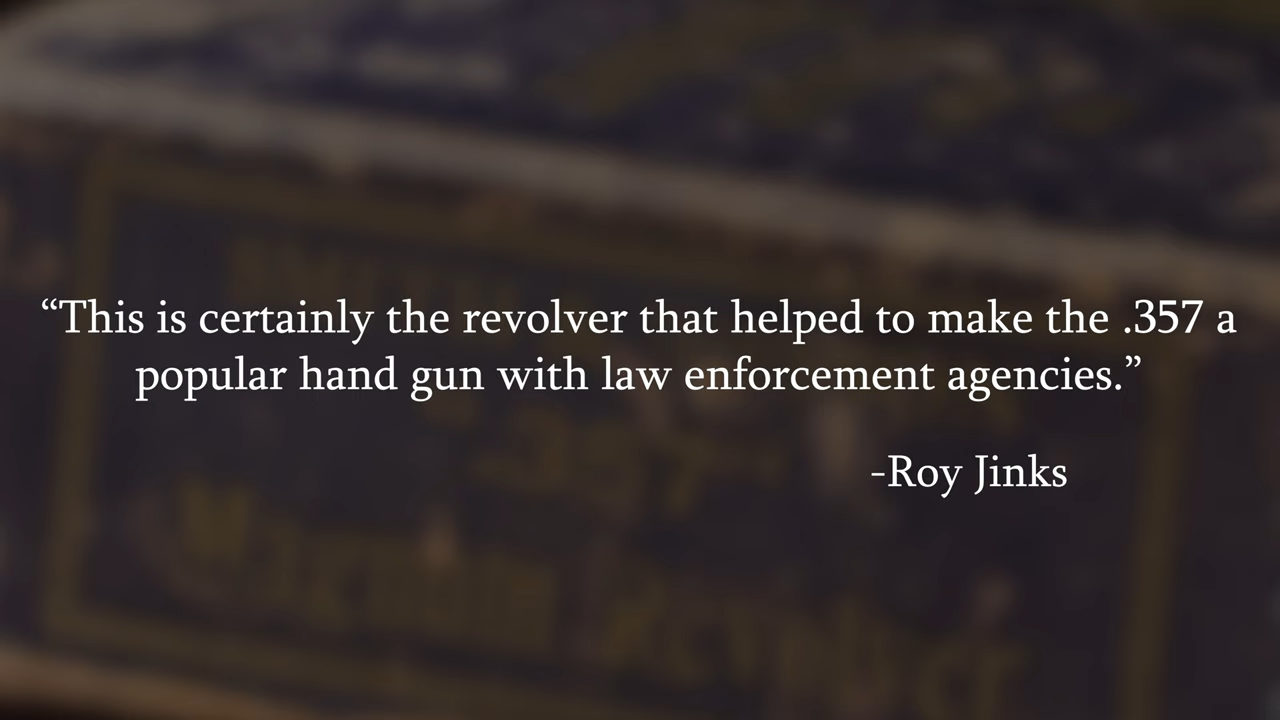 “This is certainly the revolver that helped to make the .357 a
popular hand gun with law enforcement agencies.”
-Roy Jinks